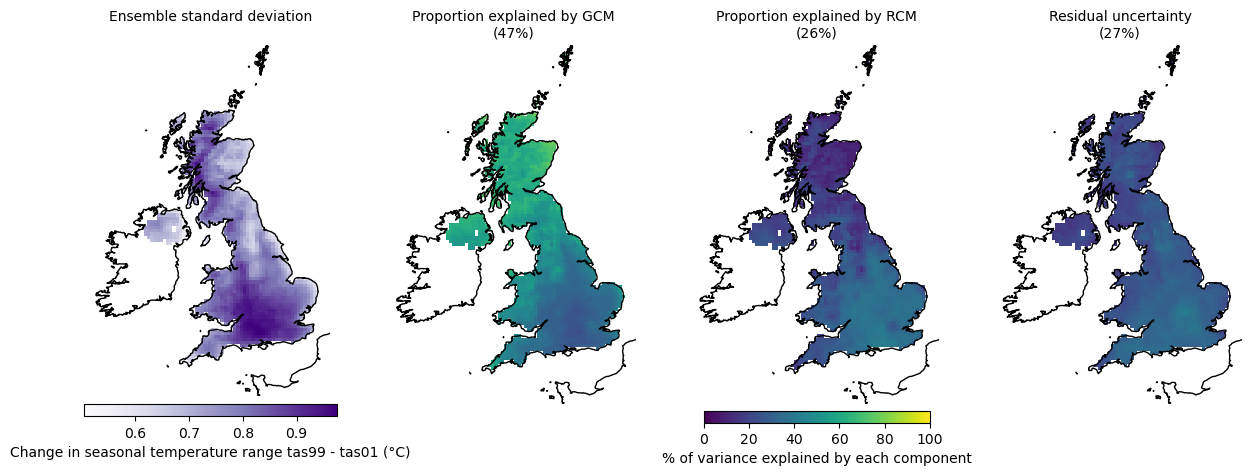 Ensemble standard deviation
Proportion explained by GCM
(47%)
Proportion explained by RCM
(26%)
Residual uncertainty
(27%)
0.6 0.7 0.8 0.9
Change in seasonal temperature range tas99 - tas01 (°C)
0 20 40 60 80 100
% of variance explained by each component